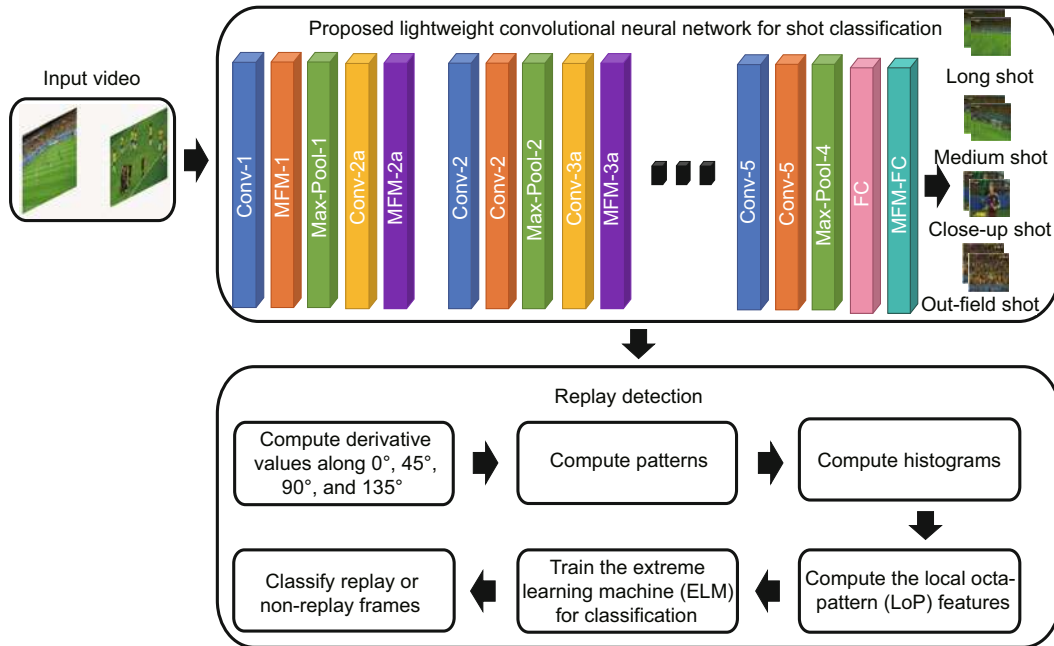 Proposed lightweight convolutional neural network for shot classification
Input video
Conv-1
MFM-1
Max-Pool-1
Conv-2a
MFM-2a
Conv-2
Conv-2
Max-Pool-2
Conv-3a
MFM-3a
Conv-5
Conv-5
Max-Pool-4
FC
MFM-FC
Long shot
Medium shot
Close-up shot
Out-field shot
Replay detection
Compute derivative
values along 0°, 45°,
90°, and 135°
Compute patterns
Compute histograms
Classify replay or
non-replay frames
Train the extreme
learning machine (ELM)
for classification
Compute the local octa-
pattern (LoP) features